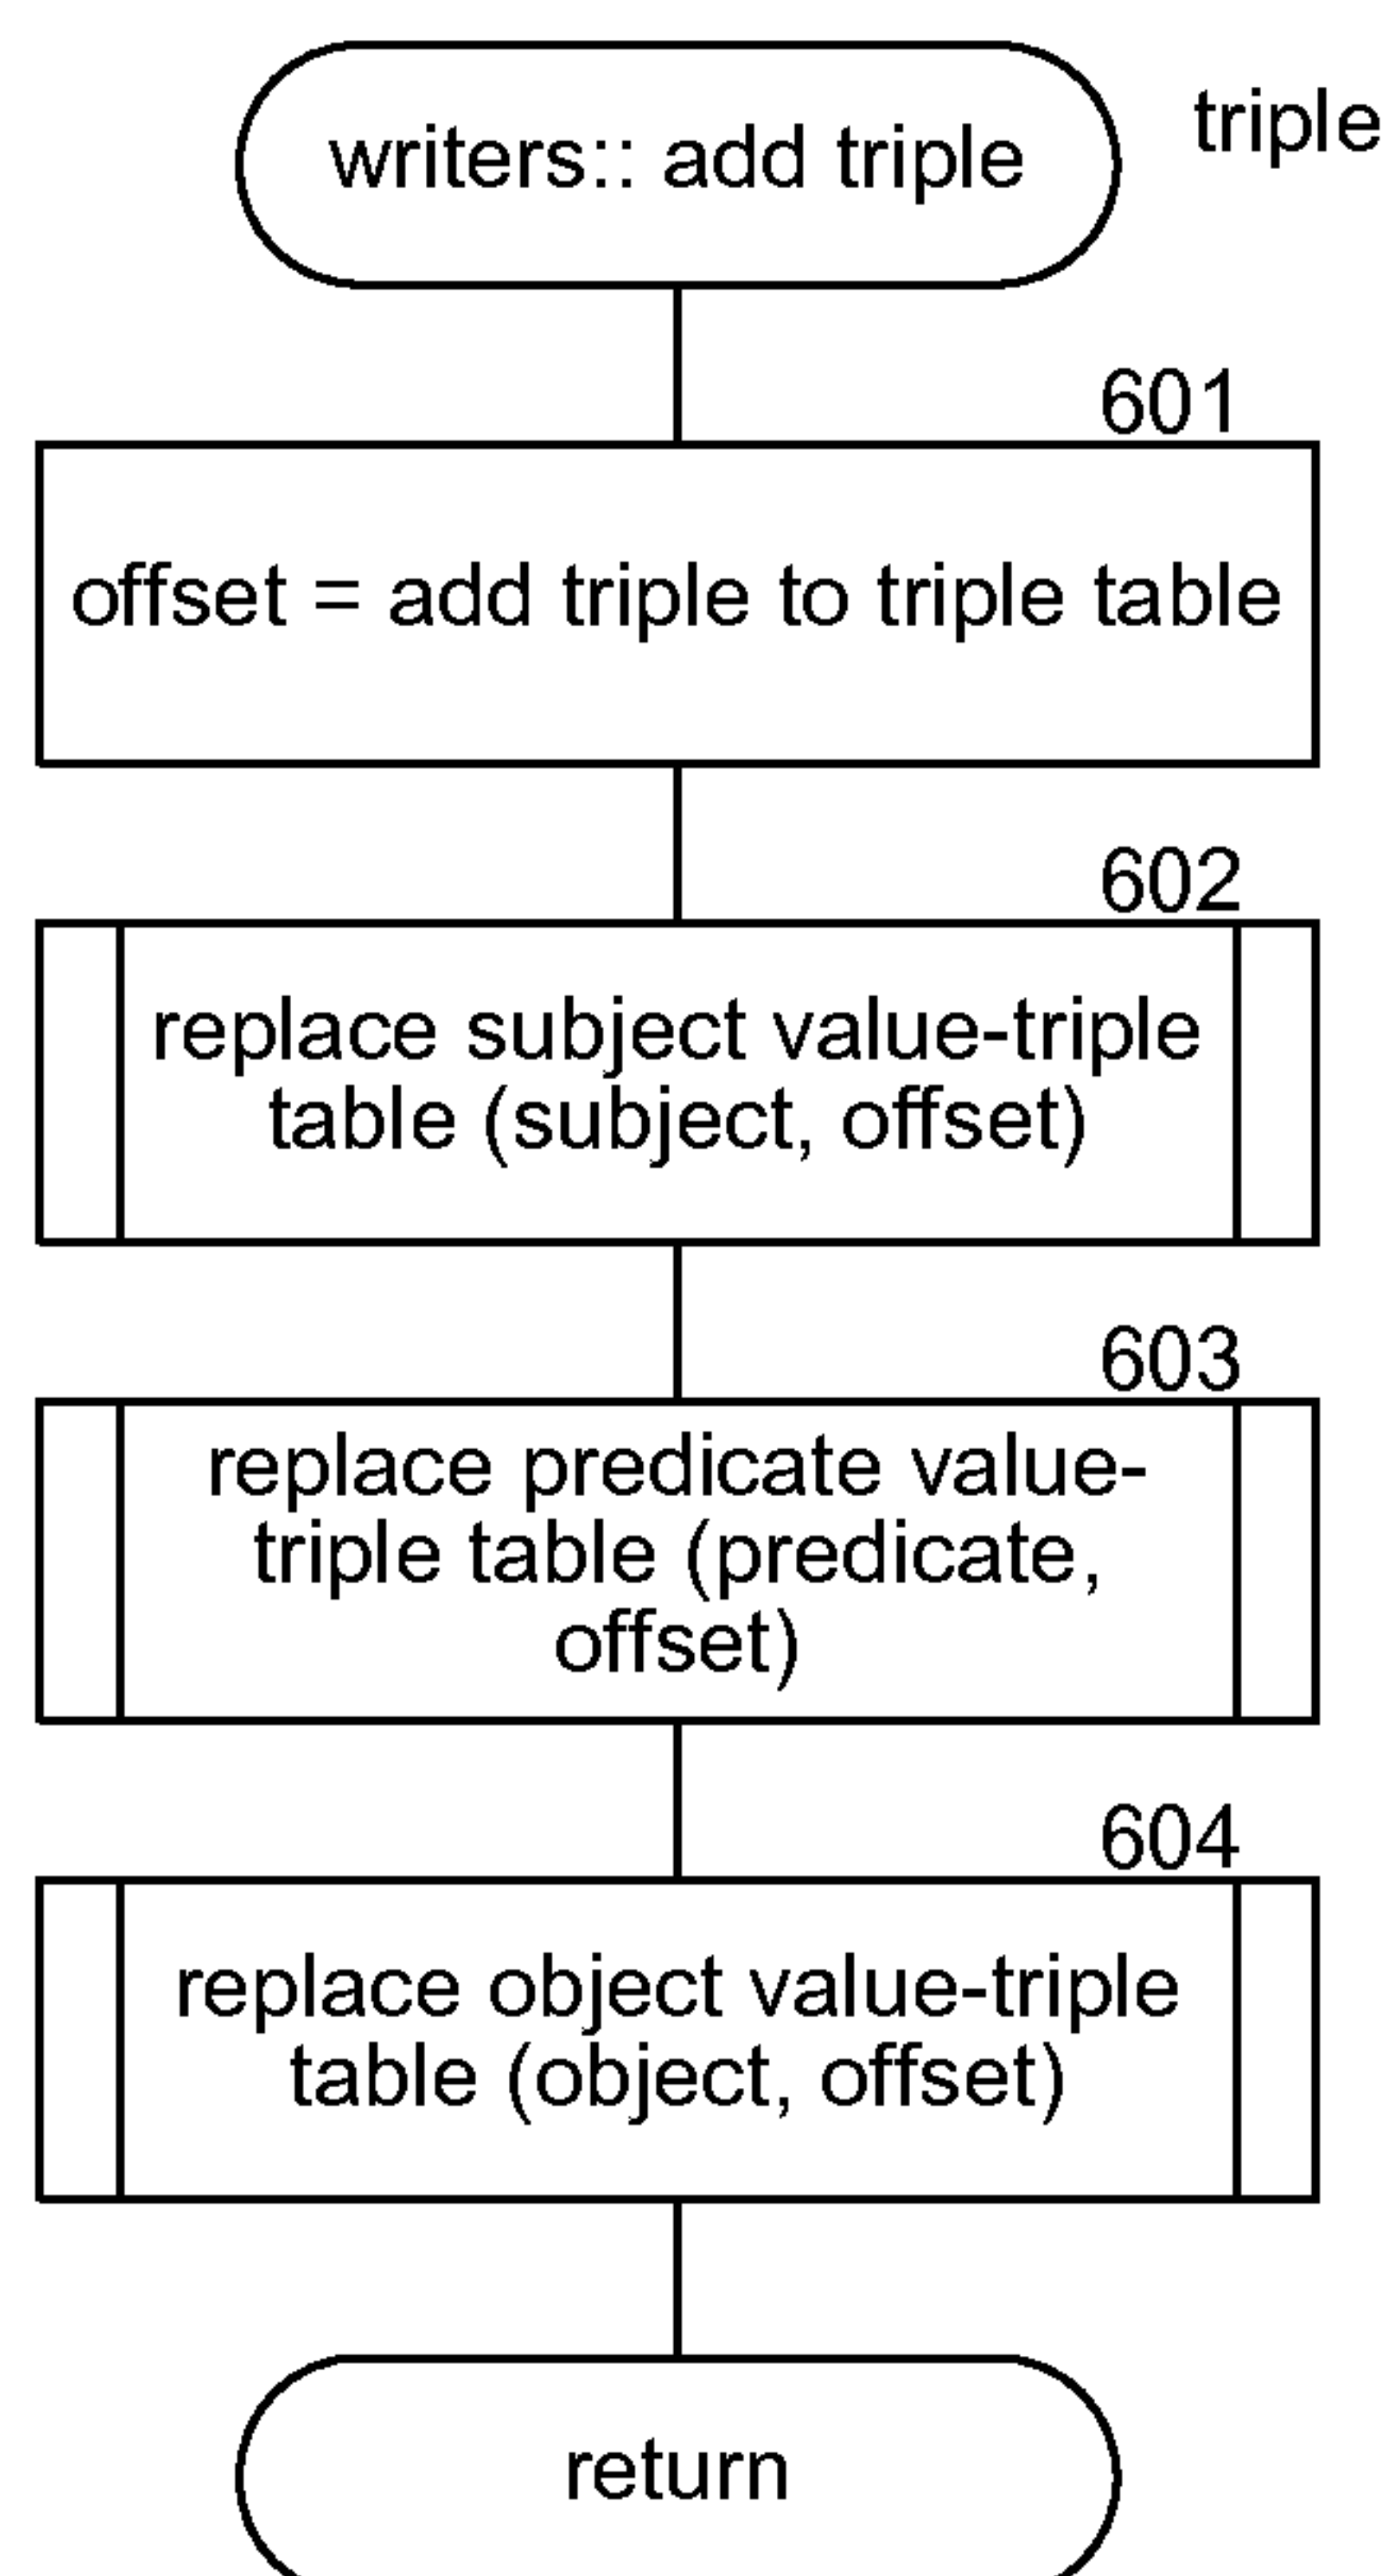 writers:: add triple
triple
601
offset = add triple to triple table
602
replace subject value-triple
table (subject, offset)
603
replace predicate value-
triple table (predicate,
offset)
604
replace object value-triple
table (object, offset)
return